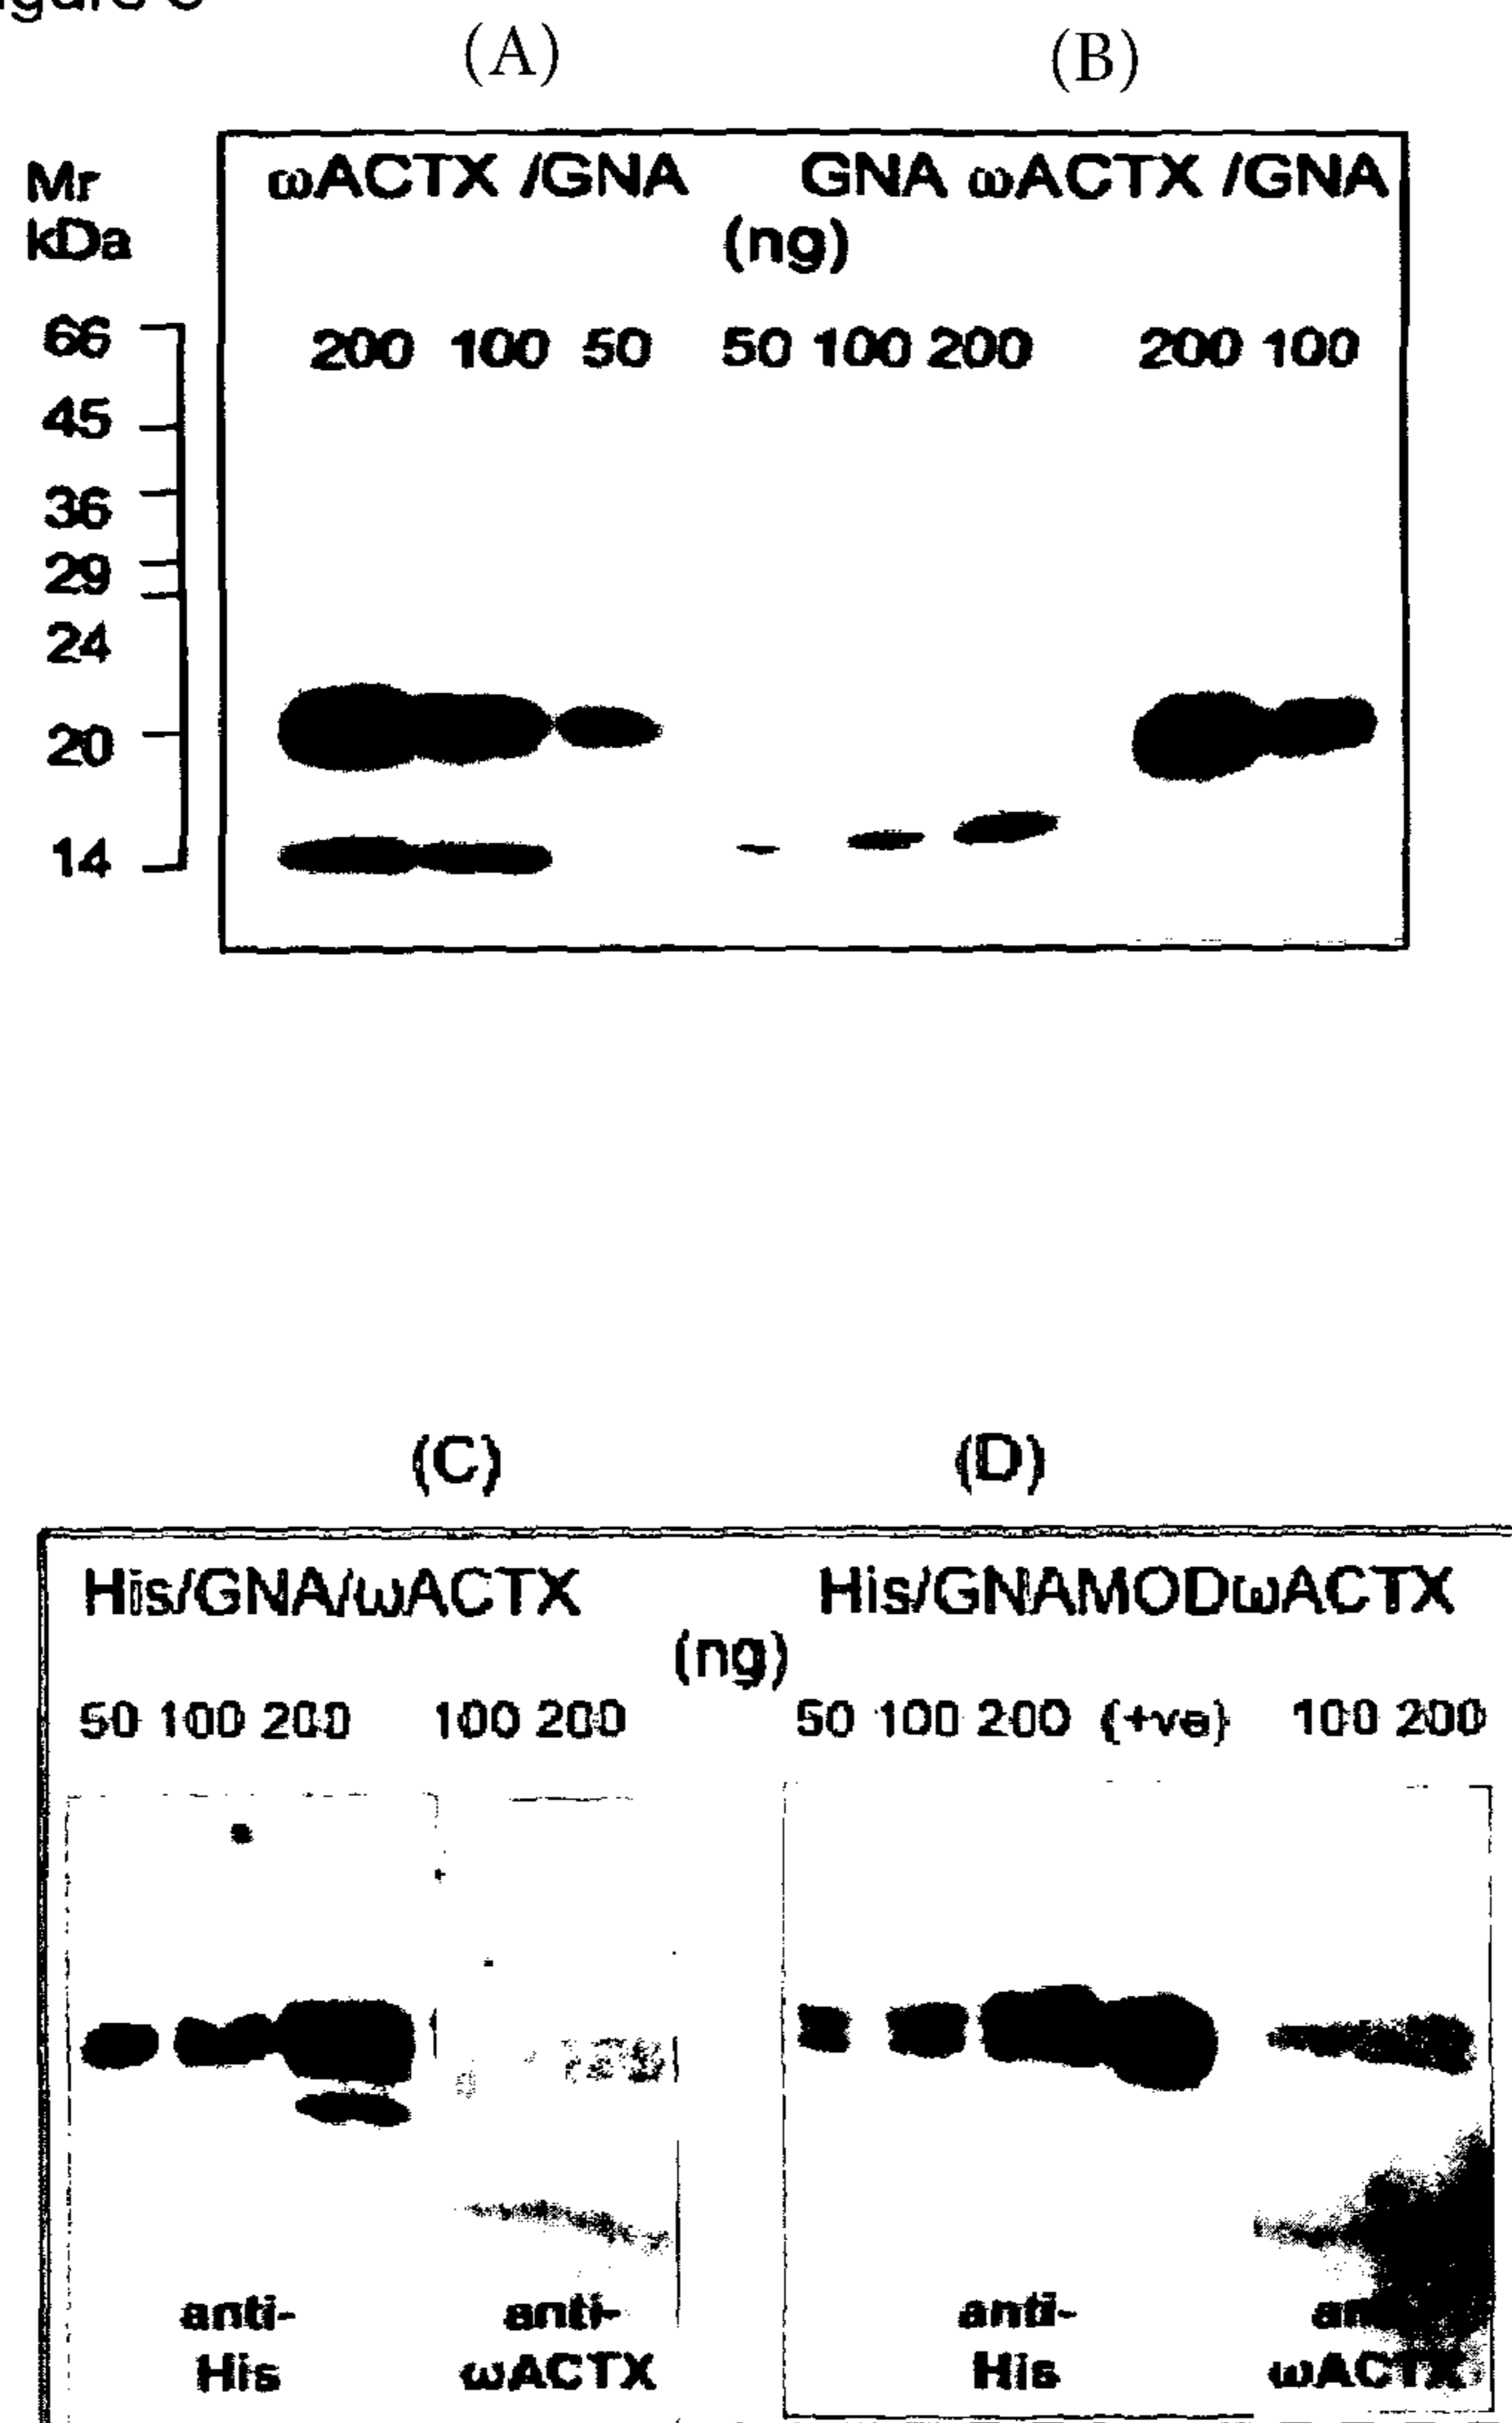 (A) (B)
ωACTX /GNA GNA ωACTX /GNA
Mr
kDa
(ng)
200 100 50 50 100 200 200 100
66
45
36
29
24
20
14
(C) (D)
His/GNA/ωACTX His/GNAMODωACTX
(ng)
50 100 200 100 200 50 100 200 (+ve) 100 200
anti- anti- anti-
His ωACTX His ωACTX